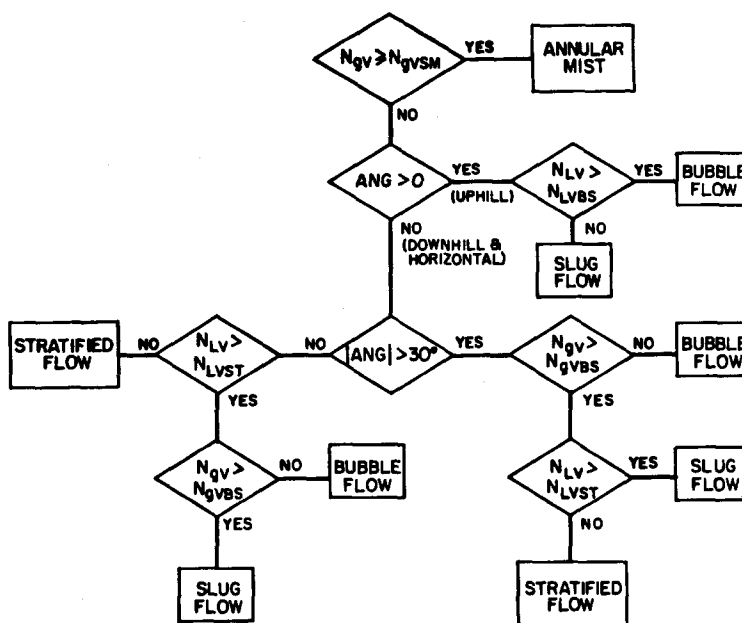 N_gV ≥ N_gVSM
YES
ANNULAR
MIST
NO
ANG > 0
YES
(UPHILL)
N_LV >
N_LVBS
YES
BUBBLE
FLOW
NO
(DOWNHILL &
HORIZONTAL)
NO
SLUG
FLOW
STRATIFIED
FLOW
NO
N_LV >
N_LVST
NO
|ANG| > 30°
YES
N_gV >
N_gVBS
NO
BUBBLE
FLOW
YES
YES
N_gV >
N_gVBS
NO
BUBBLE
FLOW
N_LV >
N_LVST
YES
SLUG
FLOW
YES
NO
SLUG
FLOW
STRATIFIED
FLOW